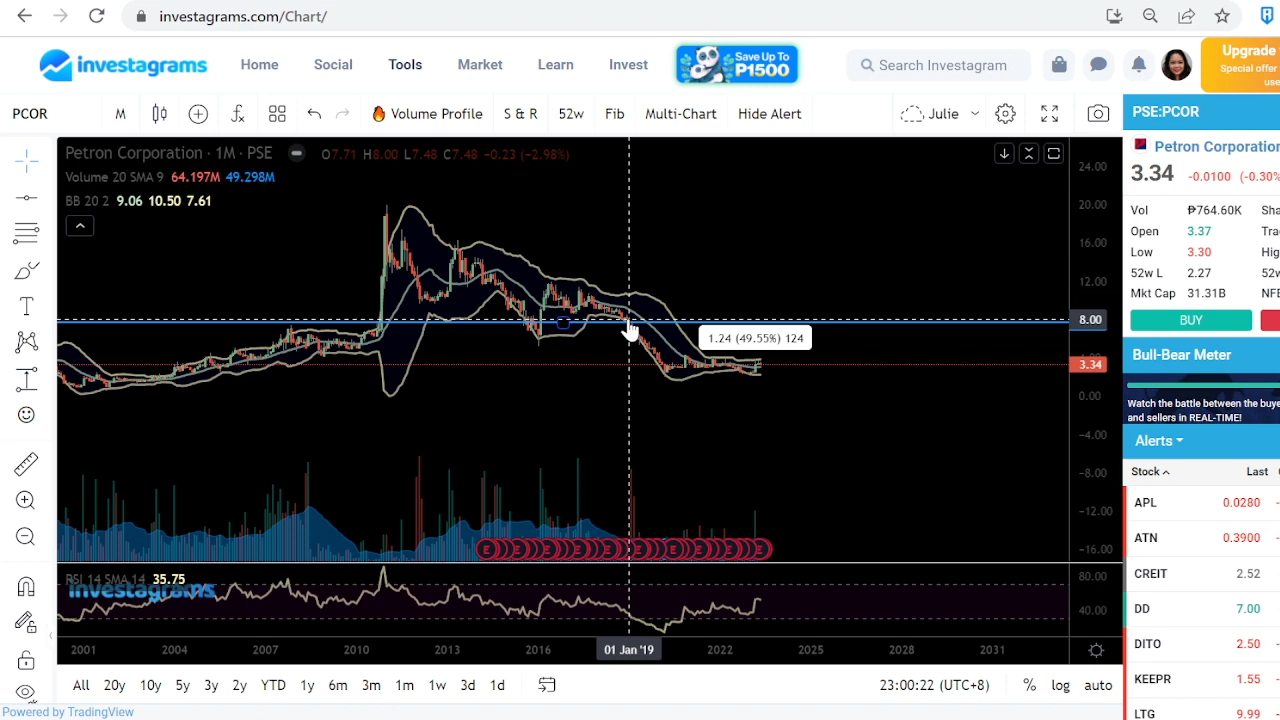 investagrams.com/Chart/
investagrams
Home Social Tools Market Learn Invest
Save Up To
₱1500
Search Investagram
Upgrade
Special offer
use
PCOR M Volume Profile S & R 52w Fib Multi-Chart Hide Alert Julie
PSE:PCOR
Petron Corporation · 1M · PSE O7.71 H8.00 L7.48 C7.48 -0.23 (-2.98%)
Volume 20 SMA 9 64.197M 49.298M
BB 20 2 9.06 10.50 7.61
24.00
20.00
16.00
12.00
8.00
3.34
0.00
-4.00
-8.00
-12.00
-16.00
1.24 (49.55%) 124
E E E E E E E E E E
RSI 14 SMA 14 35.75
investagrams
80.00
40.00
2001 2004 2007 2010 2013 2016 01 Jan '19 2022 2025 2028 2031
All 20y 10y 5y 3y 2y YTD 1y 6m 3m 1m 1w 3d 1d 23:00:22 (UTC+8) % log auto
Powered by TradingView
Petron Corporation
3.34 -0.0100 (-0.30%
Vol ₱764.60K Sha
Open 3.37 Tra
Low 3.30 Hig
52w L 2.27 52w
Mkt Cap 31.31B NFE
BUY
Bull-Bear Meter
Watch the battle between the buye
and sellers in REAL-TIME!
Alerts
Stock Last
APL 0.0280 -
ATN 0.3900 -
CREIT 2.52
DD 7.00
DITO 2.50 -
KEEPR 1.55 -
LTG 9.99 -